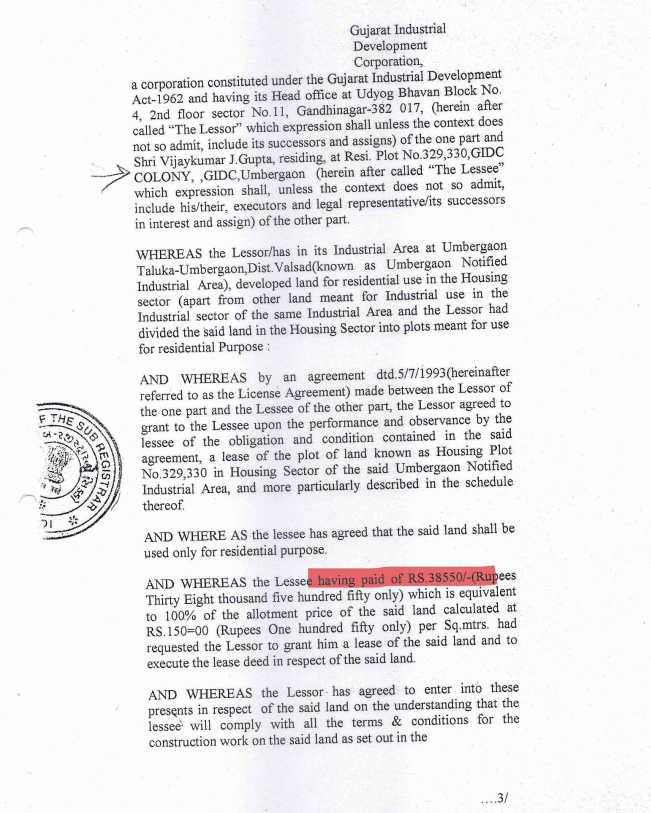 Gujarat Industrial
Development
Corporation,
a corporation constituted under the Gujarat Industrial Development
Act-1962 and having its Head office at Udyog Bhavan Block No.
4, 2nd floor sector No.11, Gandhinagar-382 017, (herein after
called "The Lessor" which expression shall unless the context does
not so admit, include its successors and assigns) of the one part and
Shri Vijaykumar J.Gupta, residing, at Resi. Plot No.329,330,GIDC
COLONY, ,GIDC,Umbergaon (herein after called "The Lessee"
which expression shall, unless the context does not so admit,
include his/their, executors and legal representative/its successors
in interest and assign) of the other part.
WHEREAS the Lessor/has in its Industrial Area at Umbergaon
Taluka-Umbergaon,Dist.Valsad(known as Umbergaon Notified
Industrial Area), developed land for residential use in the Housing
sector (apart from other land meant for Industrial use in the
Industrial sector of the same Industrial Area and the Lessor had
divided the said land in the Housing Sector into plots meant for use
for residential Purpose :
AND WHEREAS by an agreement dtd.5/7/1993(hereinafter
referred to as the License Agreement) made between the Lessor of
the one part and the Lessee of the other part, the Lessor agreed to
grant to the Lessee upon the performance and observance by the
lessee of the obligation and condition contained in the said
agreement, a lease of the plot of land known as Housing Plot
No.329,330 in Housing Sector of the said Umbergaon Notified
Industrial Area, and more particularly described in the schedule
thereof.
OF THE SUB REGISTRAR
AND WHERE AS the lessee has agreed that the said land shall be
used only for residential purpose.
AND WHEREAS the Lessee having paid of RS.38550/-(Rupees
Thirty Eight thousand five hundred fifty only) which is equivalent
to 100% of the allotment price of the said land calculated at
RS.150=00 (Rupees One hundred fifty only) per Sq.mtrs. had
requested the Lessor to grant him a lease of the said land and to
execute the lease deed in respect of the said land.
AND WHEREAS the Lessor has agreed to enter into these
presents in respect of the said land on the understanding that the
lessee will comply with all the terms & conditions for the
construction work on the said land as set out in the
....3/